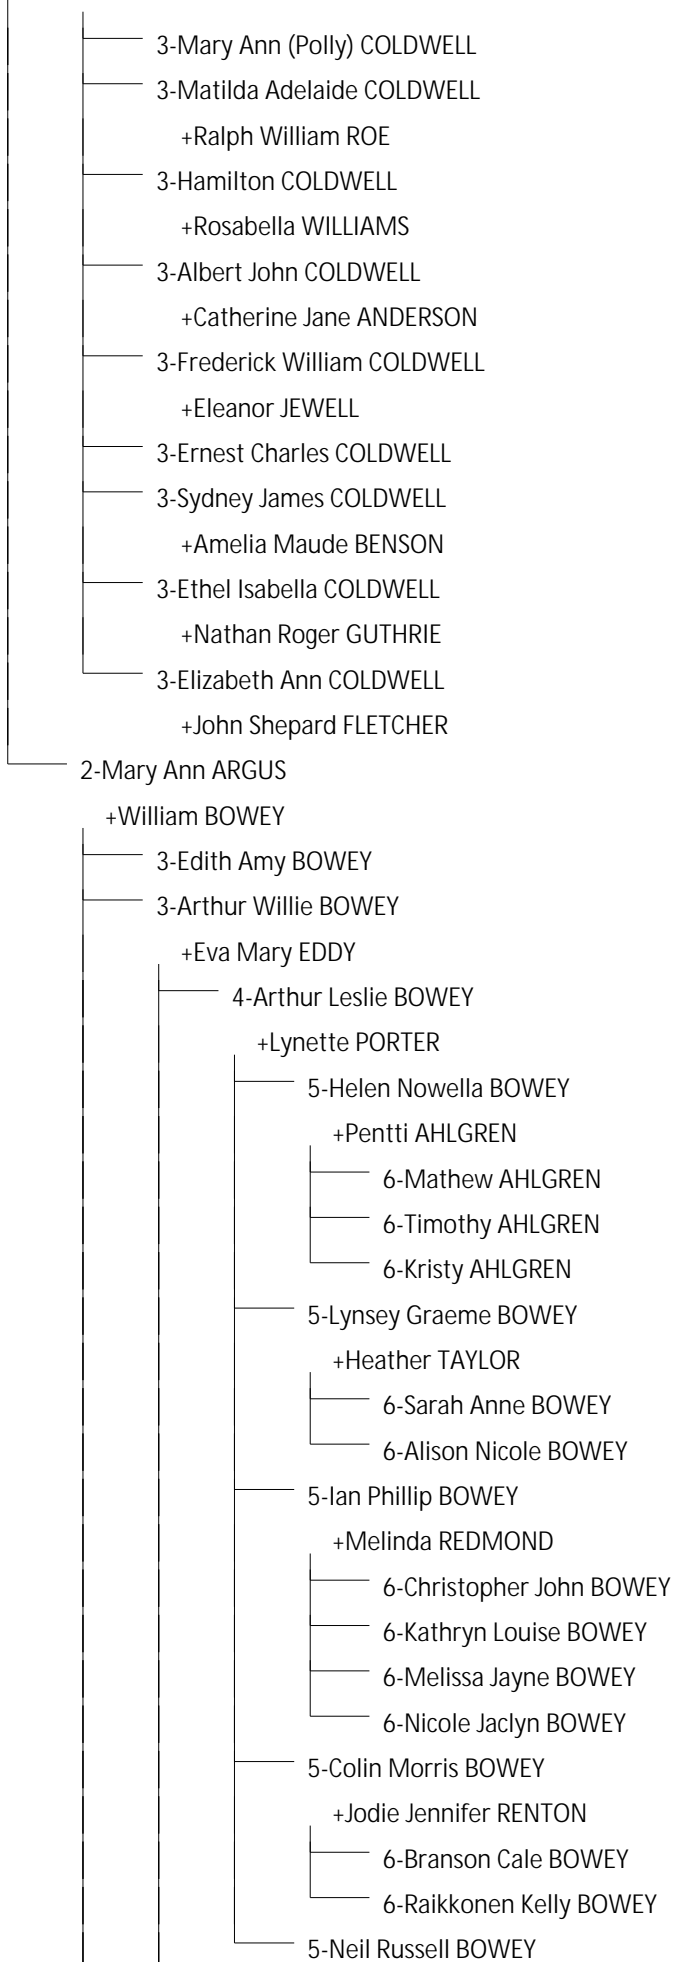 3-Mary Ann (Polly) COLDWELL
3-Matilda Adelaide COLDWELL
+Ralph William ROE
3-Hamilton COLDWELL
+Rosabella WILLIAMS
3-Albert John COLDWELL
+Catherine Jane ANDERSON
3-Frederick William COLDWELL
+Eleanor JEWELL
3-Ernest Charles COLDWELL
3-Sydney James COLDWELL
+Amelia Maude BENSON
3-Ethel Isabella COLDWELL
+Nathan Roger GUTHRIE
3-Elizabeth Ann COLDWELL
+John Shepard FLETCHER
2-Mary Ann ARGUS
+William BOWEY
3-Edith Amy BOWEY
3-Arthur Willie BOWEY
+Eva Mary EDDY
4-Arthur Leslie BOWEY
+Lynette PORTER
5-Helen Nowella BOWEY
+Pentti AHLGREN
6-Mathew AHLGREN
6-Timothy AHLGREN
6-Kristy AHLGREN
5-Lynsey Graeme BOWEY
+Heather TAYLOR
6-Sarah Anne BOWEY
6-Alison Nicole BOWEY
5-Ian Phillip BOWEY
+Melinda REDMOND
6-Christopher John BOWEY
6-Kathryn Louise BOWEY
6-Melissa Jayne BOWEY
6-Nicole Jaclyn BOWEY
5-Colin Morris BOWEY
+Jodie Jennifer RENTON
6-Branson Cale BOWEY
6-Raikkonen Kelly BOWEY
5-Neil Russell BOWEY